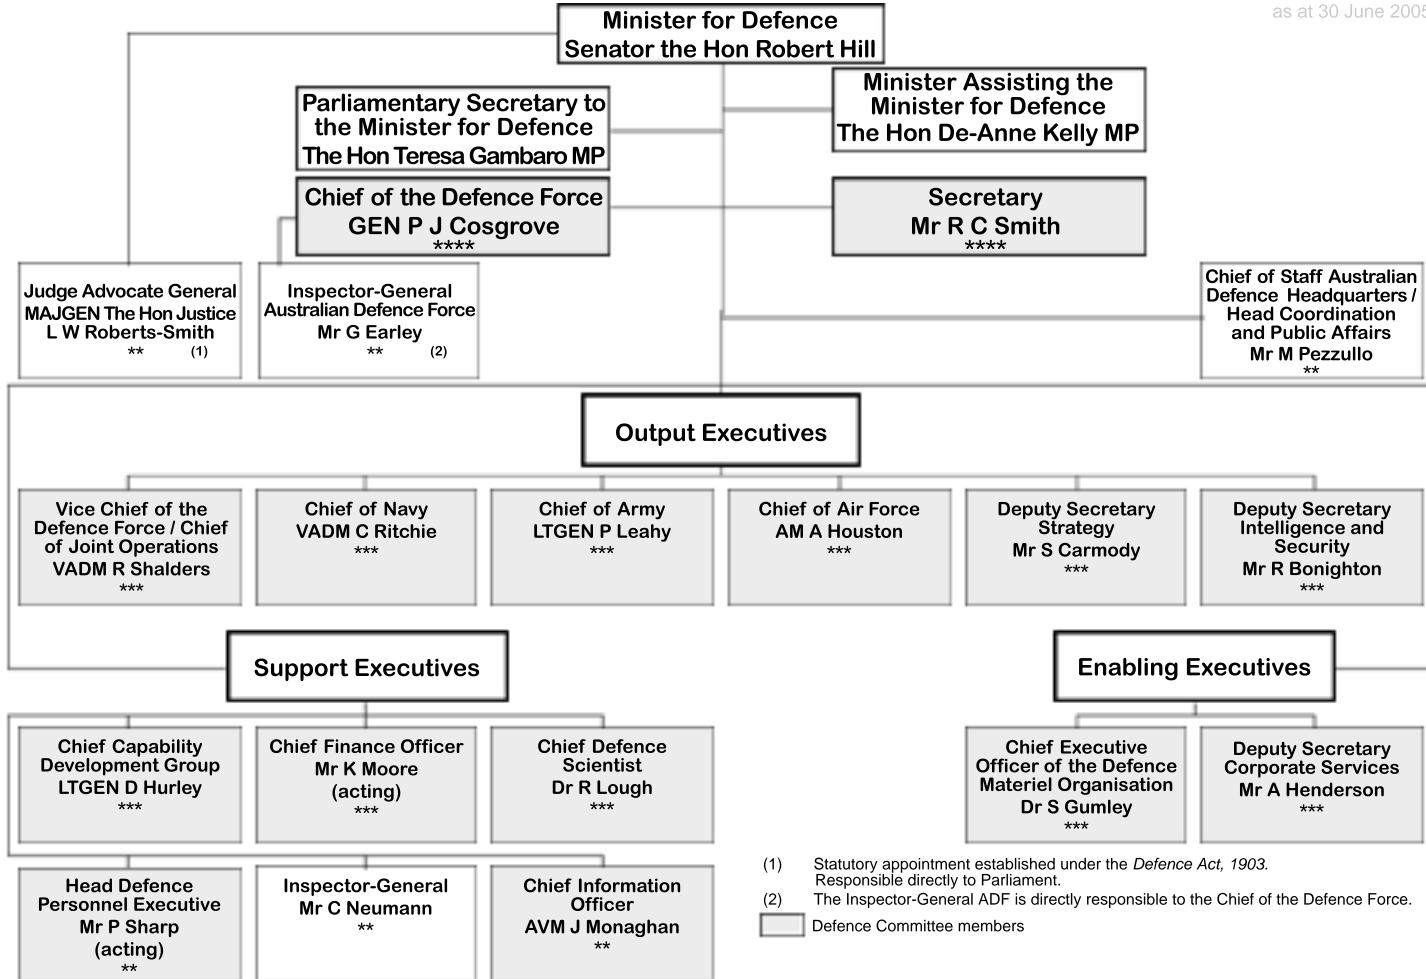 as at 30 June 2005
Minister for Defence
Senator the Hon Robert Hill
Parliamentary Secretary to
the Minister for Defence
The Hon Teresa Gambaro MP
Minister Assisting the
Minister for Defence
The Hon De-Anne Kelly MP
Chief of the Defence Force
GEN P J Cosgrove
****
Secretary
Mr R C Smith
****
Judge Advocate General
MAJGEN The Hon Justice
L W Roberts-Smith
** (1)
Inspector-General
Australian Defence Force
Mr G Earley
** (2)
Chief of Staff Australian
Defence Headquarters /
Head Coordination
and Public Affairs
Mr M Pezzullo
**
Output Executives
Vice Chief of the
Defence Force / Chief
of Joint Operations
VADM R Shalders
***
Chief of Navy
VADM C Ritchie
***
Chief of Army
LTGEN P Leahy
***
Chief of Air Force
AM A Houston
***
Deputy Secretary
Strategy
Mr S Carmody
***
Deputy Secretary
Intelligence and
Security
Mr R Bonighton
***
Support Executives
Enabling Executives
Chief Capability
Development Group
LTGEN D Hurley
***
Chief Finance Officer
Mr K Moore
(acting)
***
Chief Defence
Scientist
Dr R Lough
***
Chief Executive
Officer of the Defence
Materiel Organisation
Dr S Gumley
***
Deputy Secretary
Corporate Services
Mr A Henderson
***
Head Defence
Personnel Executive
Mr P Sharp
(acting)
**
Inspector-General
Mr C Neumann
**
Chief Information
Officer
AVM J Monaghan
**
(1) Statutory appointment established under the Defence Act, 1903.
Responsible directly to Parliament.
(2) The Inspector-General ADF is directly responsible to the Chief of the Defence Force.
Defence Committee members